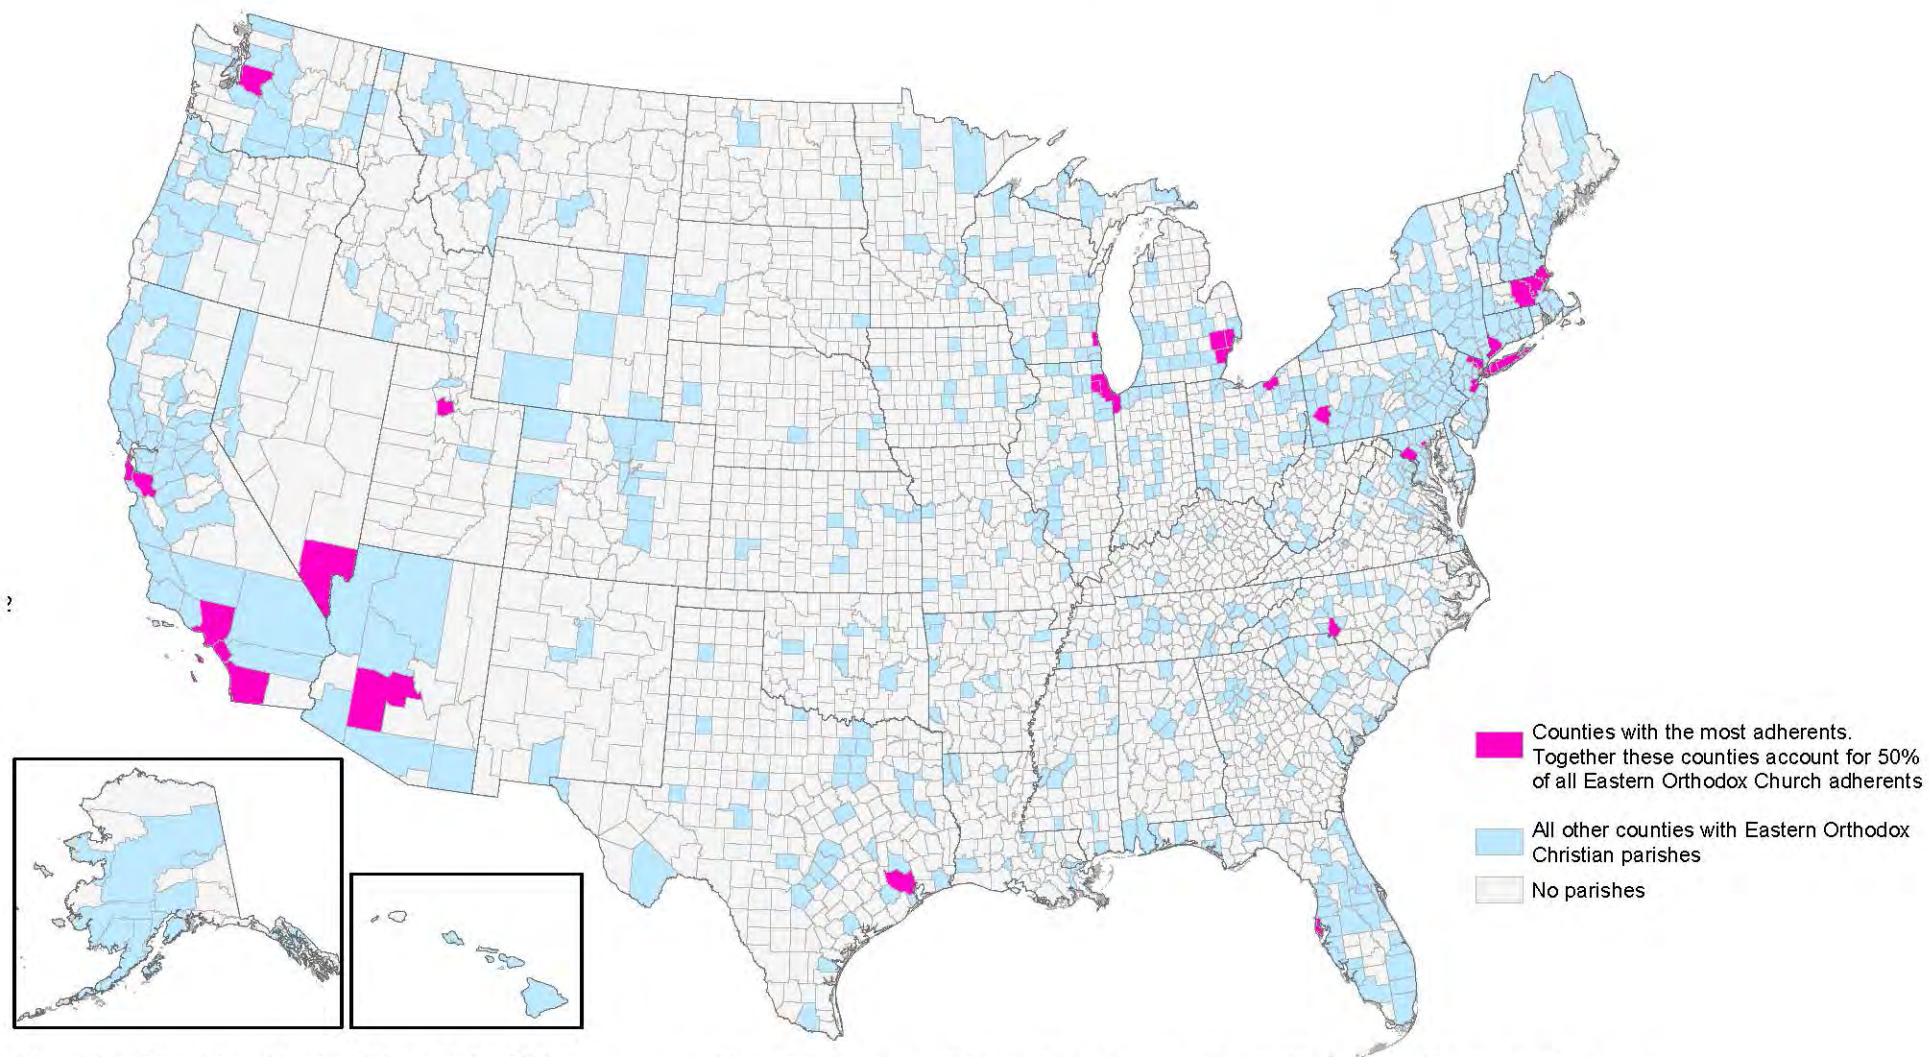 ?
Counties with the most adherents.
Together these counties account for 50%
of all Eastern Orthodox Church adherents
All other counties with Eastern Orthodox
Christian parishes
No parishes